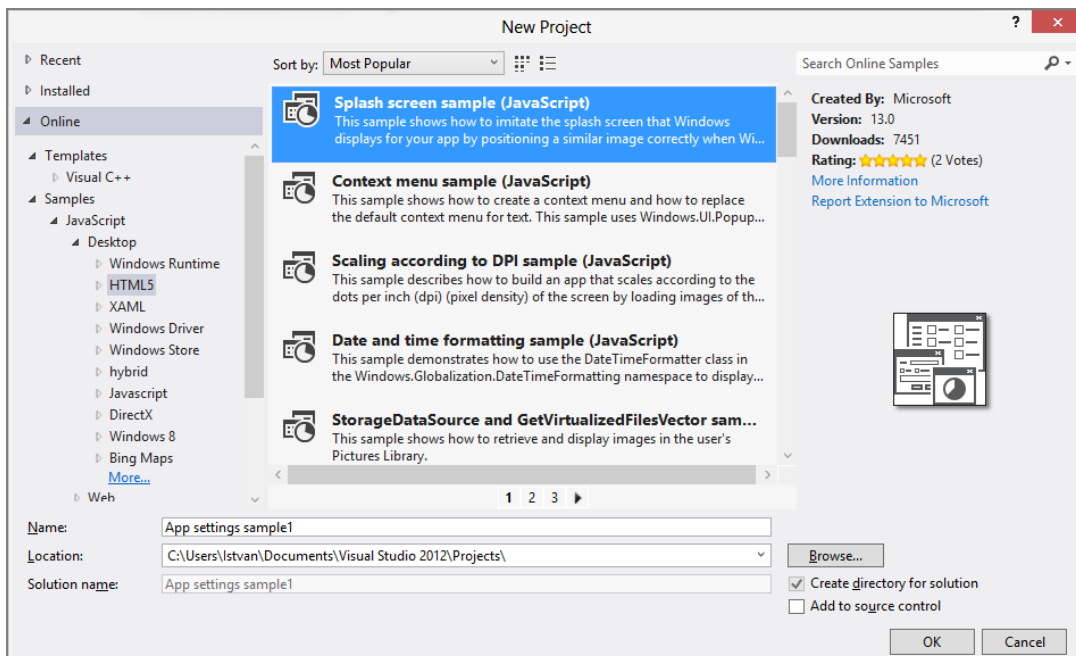 New Project
?
Recent
Installed
Online
Templates
Visual C++
Samples
JavaScript
Desktop
Windows Runtime
HTML5
XAML
Windows Driver
Windows Store
hybrid
Javascript
DirectX
Windows 8
Bing Maps
More...
Web
Sort by: Most Popular
Splash screen sample (JavaScript)
This sample shows how to imitate the splash screen that Windows
displays for your app by positioning a similar image correctly when Wi...
Context menu sample (JavaScript)
This sample shows how to create a context menu and how to replace
the default context menu for text. This sample uses Windows.UI.Popup...
Scaling according to DPI sample (JavaScript)
This sample describes how to build an app that scales according to the
dots per inch (dpi) (pixel density) of the screen by loading images of th...
Date and time formatting sample (JavaScript)
This sample demonstrates how to use the DateTimeFormatter class in
the Windows.Globalization.DateTimeFormatting namespace to display...
StorageDataSource and GetVirtualizedFilesVector sam...
This sample shows how to retrieve and display images in the user's
Pictures Library.
1 2 3
Search Online Samples
Created By: Microsoft
Version: 13.0
Downloads: 7451
Rating: (2 Votes)
More Information
Report Extension to Microsoft
Name: App settings sample1
Location: C:\Users\Istvan\Documents\Visual Studio 2012\Projects\
Browse...
Solution name: App settings sample1
Create directory for solution
Add to source control
OK Cancel